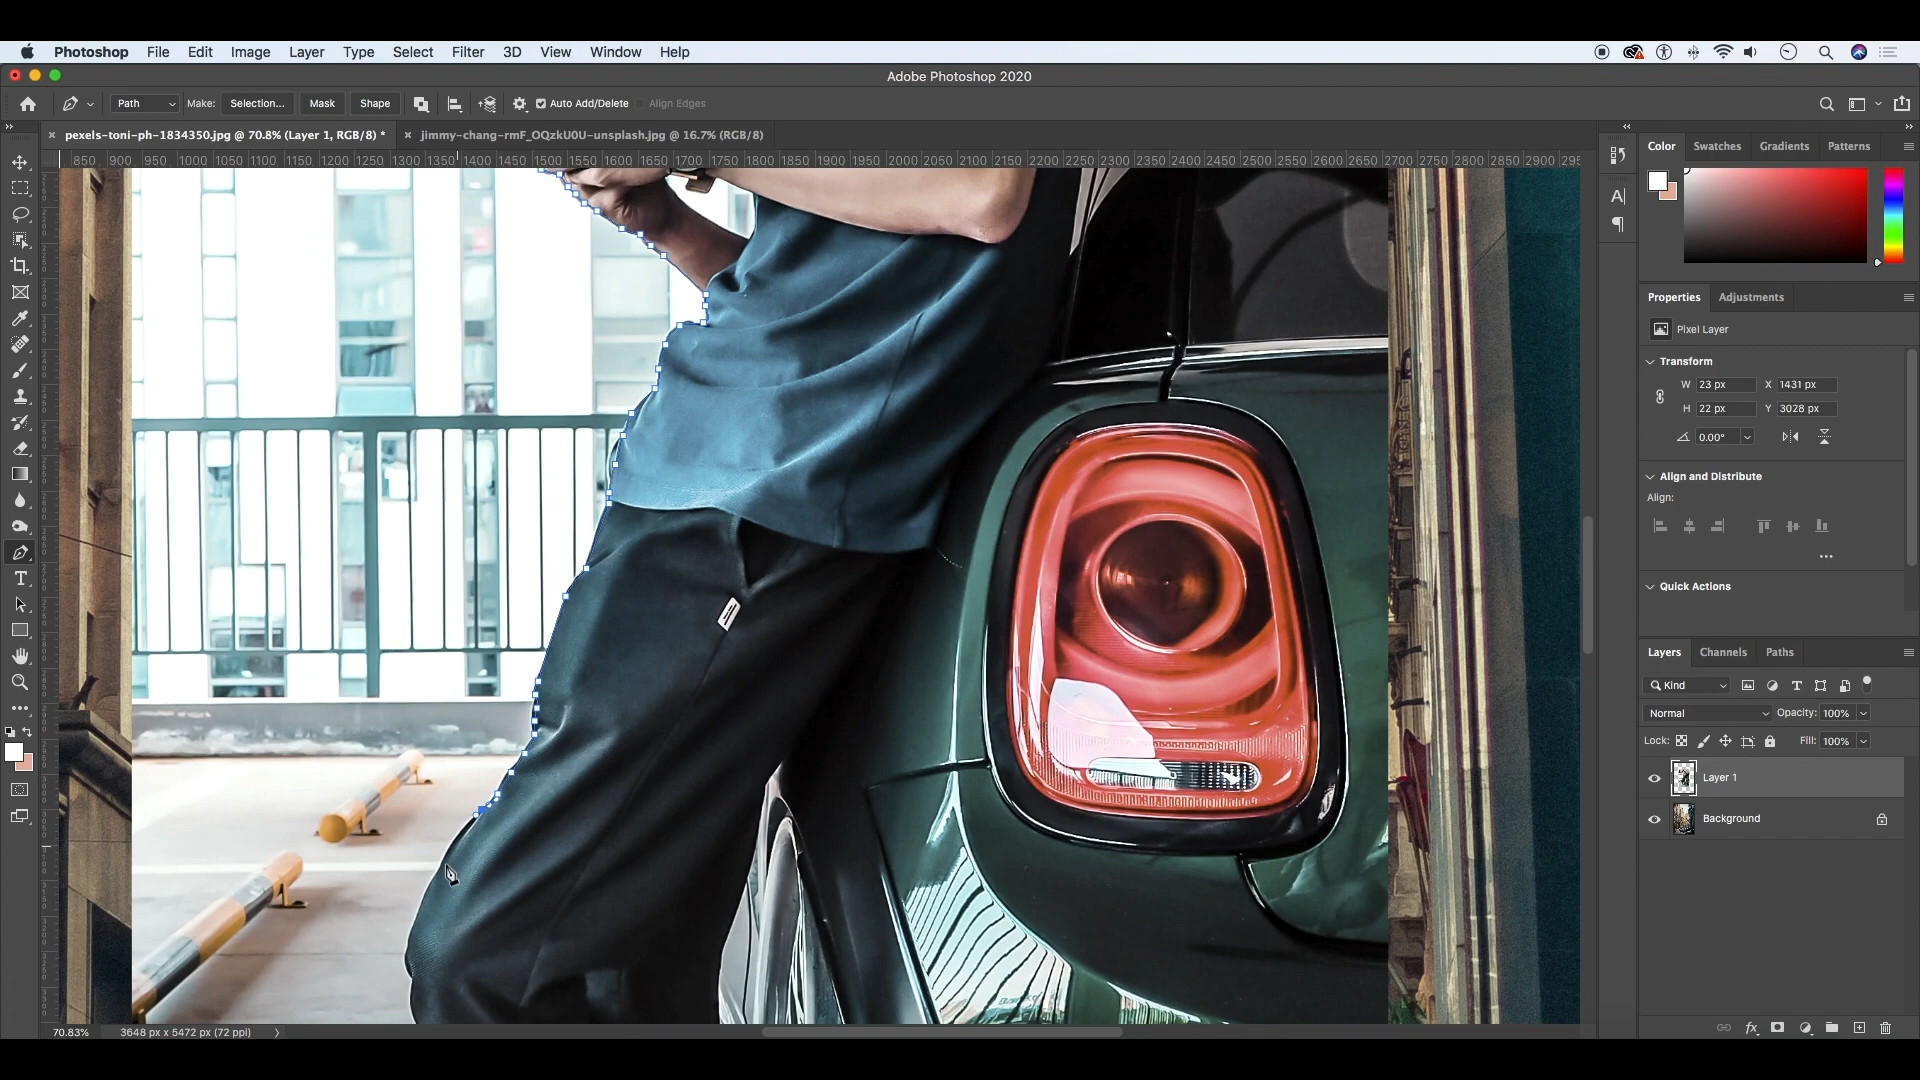 Photoshop File Edit Image Layer Type Select Filter 3D View Window Help
Adobe Photoshop 2020
Path Make: Selection... Mask Shape Auto Add/Delete Align Edges
pexels-toni-ph-1834350.jpg @ 70.8% (Layer 1, RGB/8) * jimmy-chang-rmF_OQzkU0U-unsplash.jpg @ 16.7% (RGB/8)
850 900 950 1000 1050 1100 1150 1200 1250 1300 1350 1400 1450 1500 1550 1600 1650 1700 1750 1800 1850 1900 1950 2000 2050 2100 2150 2200 2250 2300 2350 2400 2450 2500 2550 2600 2650 2700 2750 2800 2850 2900 295
Color Swatches Gradients Patterns
Properties Adjustments
Pixel Layer
Transform
W 23 px X 1431 px
H 22 px Y 3028 px
0.00°
Align and Distribute
Align:
Quick Actions
Layers Channels Paths
Kind
Normal Opacity: 100%
Lock: Fill: 100%
Layer 1
Background
70.83% 3648 px x 5472 px (72 ppi)